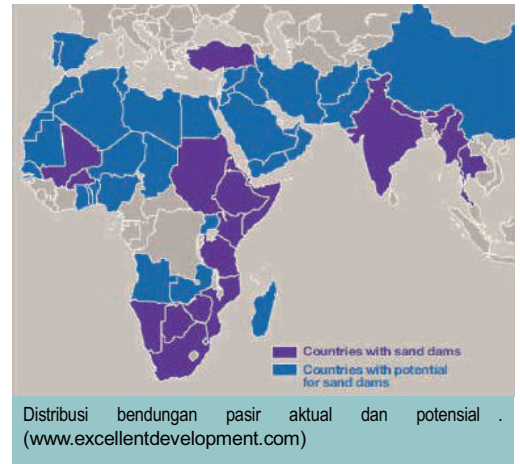 Countries with sand dams
Countries with potential
for sand dams
Distribusi bendungan pasir aktual dan potensial .
(www.excellentdevelopment.com)